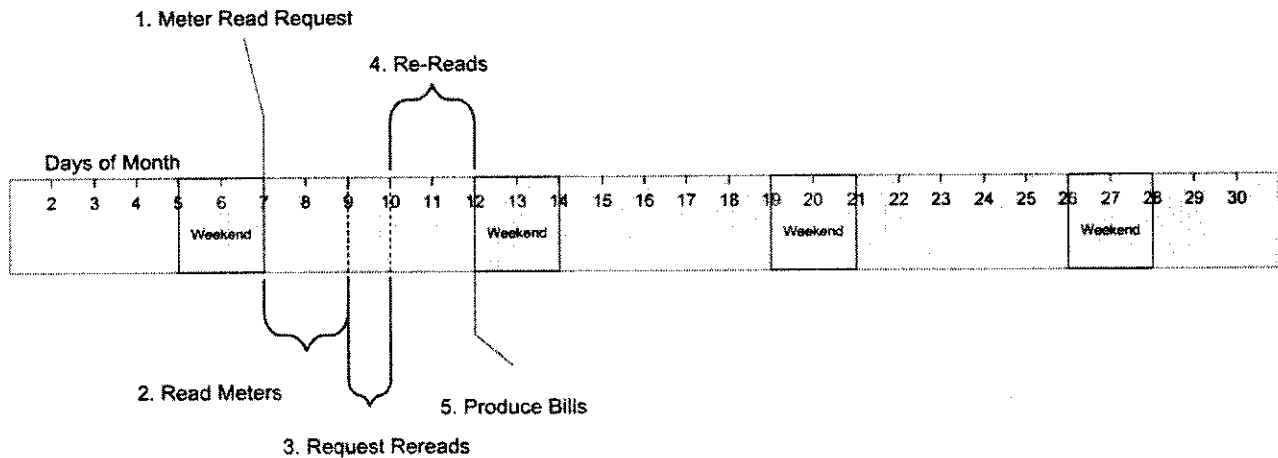 1. Meter Read Request
4. Re-Reads
Days of Month
2 3 4 5 6 7 8 9 10 11 12 13 14 15 16 17 18 19 20 21 22 23 24 25 26 27 28 29 30
Weekend Weekend Weekend Weekend
2. Read Meters
5. Produce Bills
3. Request Rereads